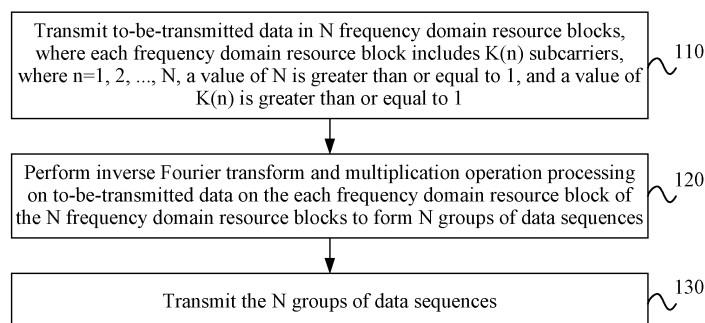 Transmit to-be-transmitted data in N frequency domain resource blocks,
where each frequency domain resource block includes K(n) subcarriers,
where n=1, 2, ..., N, a value of N is greater than or equal to 1, and a value of
K(n) is greater than or equal to 1
110
Perform inverse Fourier transform and multiplication operation processing
on to-be-transmitted data on the each frequency domain resource block of
the N frequency domain resource blocks to form N groups of data sequences
120
Transmit the N groups of data sequences
130